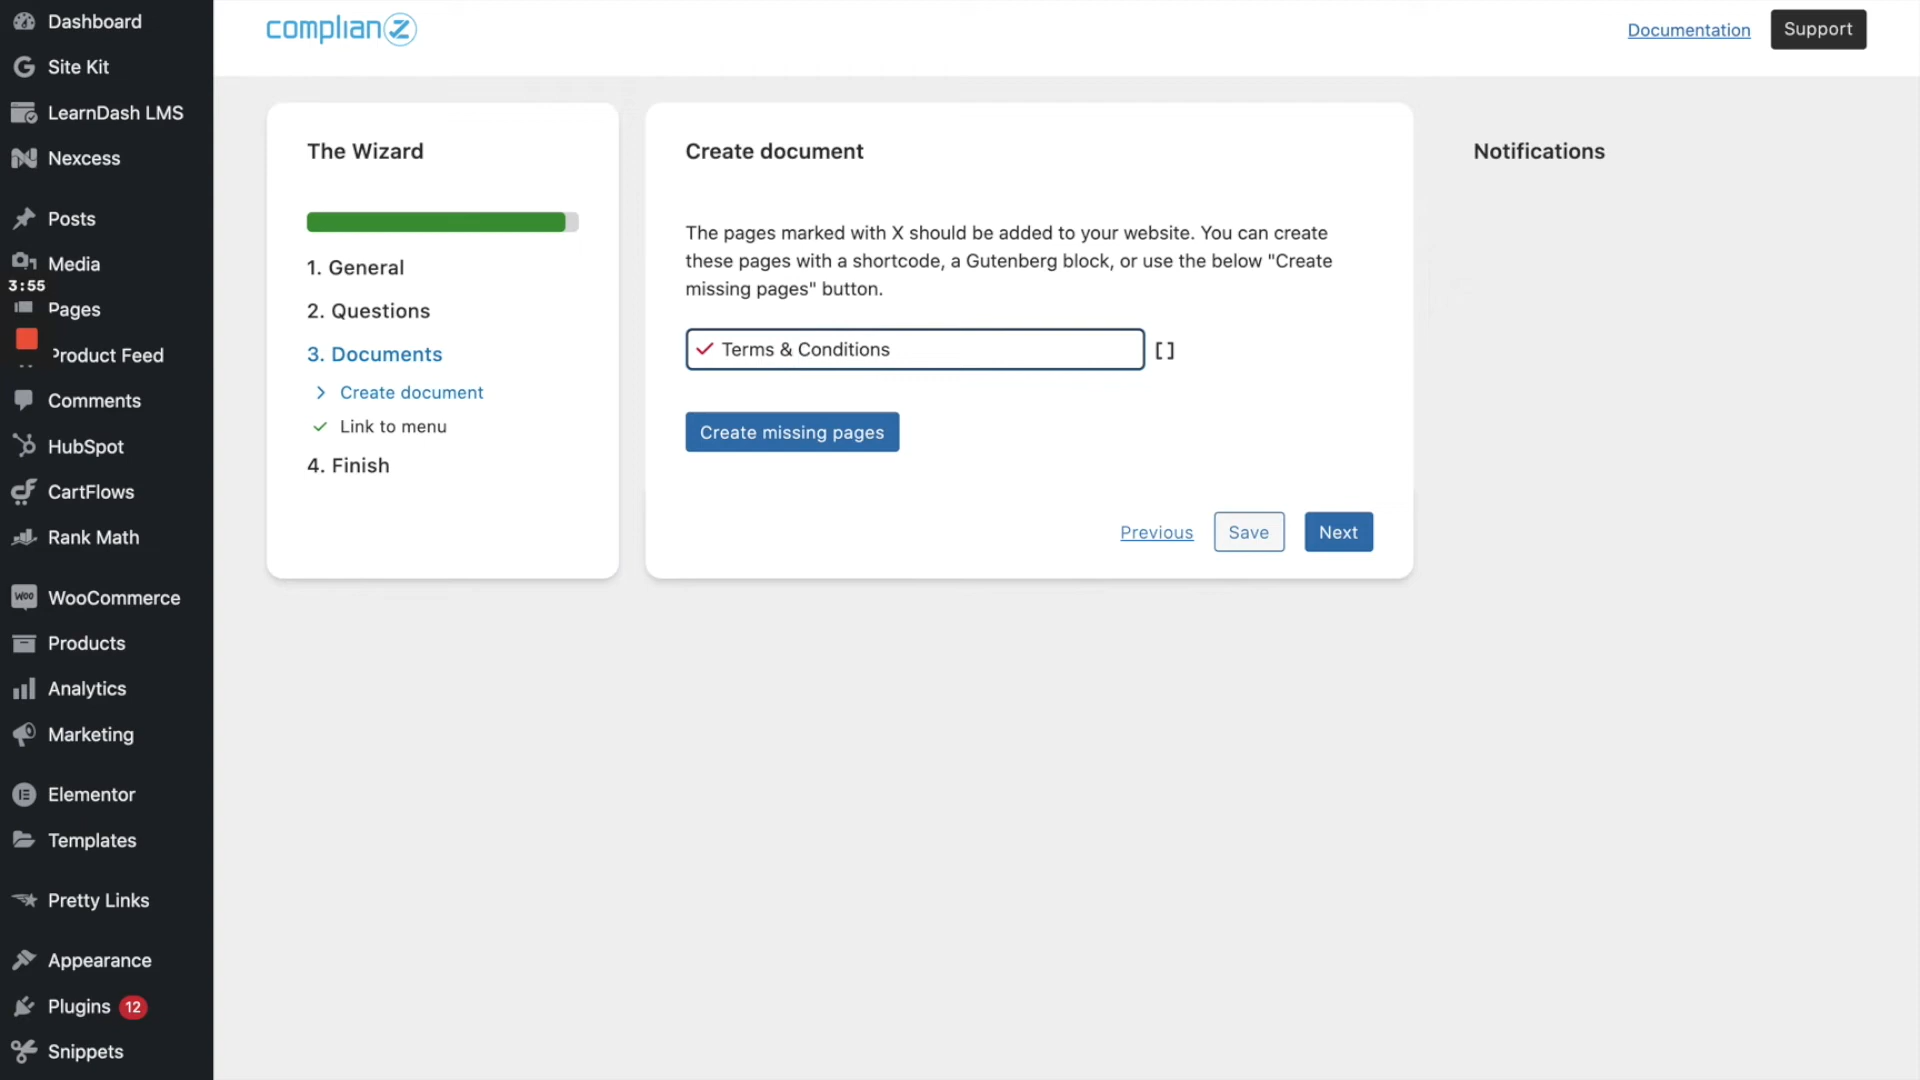 Dashboard
Site Kit
LearnDash LMS
Nexcess
Posts
Media
3:55
Pages
Product Feed
Comments
HubSpot
CartFlows
Rank Math
WooCommerce
Products
Analytics
Marketing
Elementor
Templates
Pretty Links
Appearance
Plugins 12
Snippets
complianz
Documentation
Support
The Wizard
1. General
2. Questions
3. Documents
Create document
Link to menu
4. Finish
Create document
The pages marked with X should be added to your website. You can create
these pages with a shortcode, a Gutenberg block, or use the below "Create
missing pages" button.
Terms & Conditions
[ ]
Create missing pages
Previous
Save
Next
Notifications